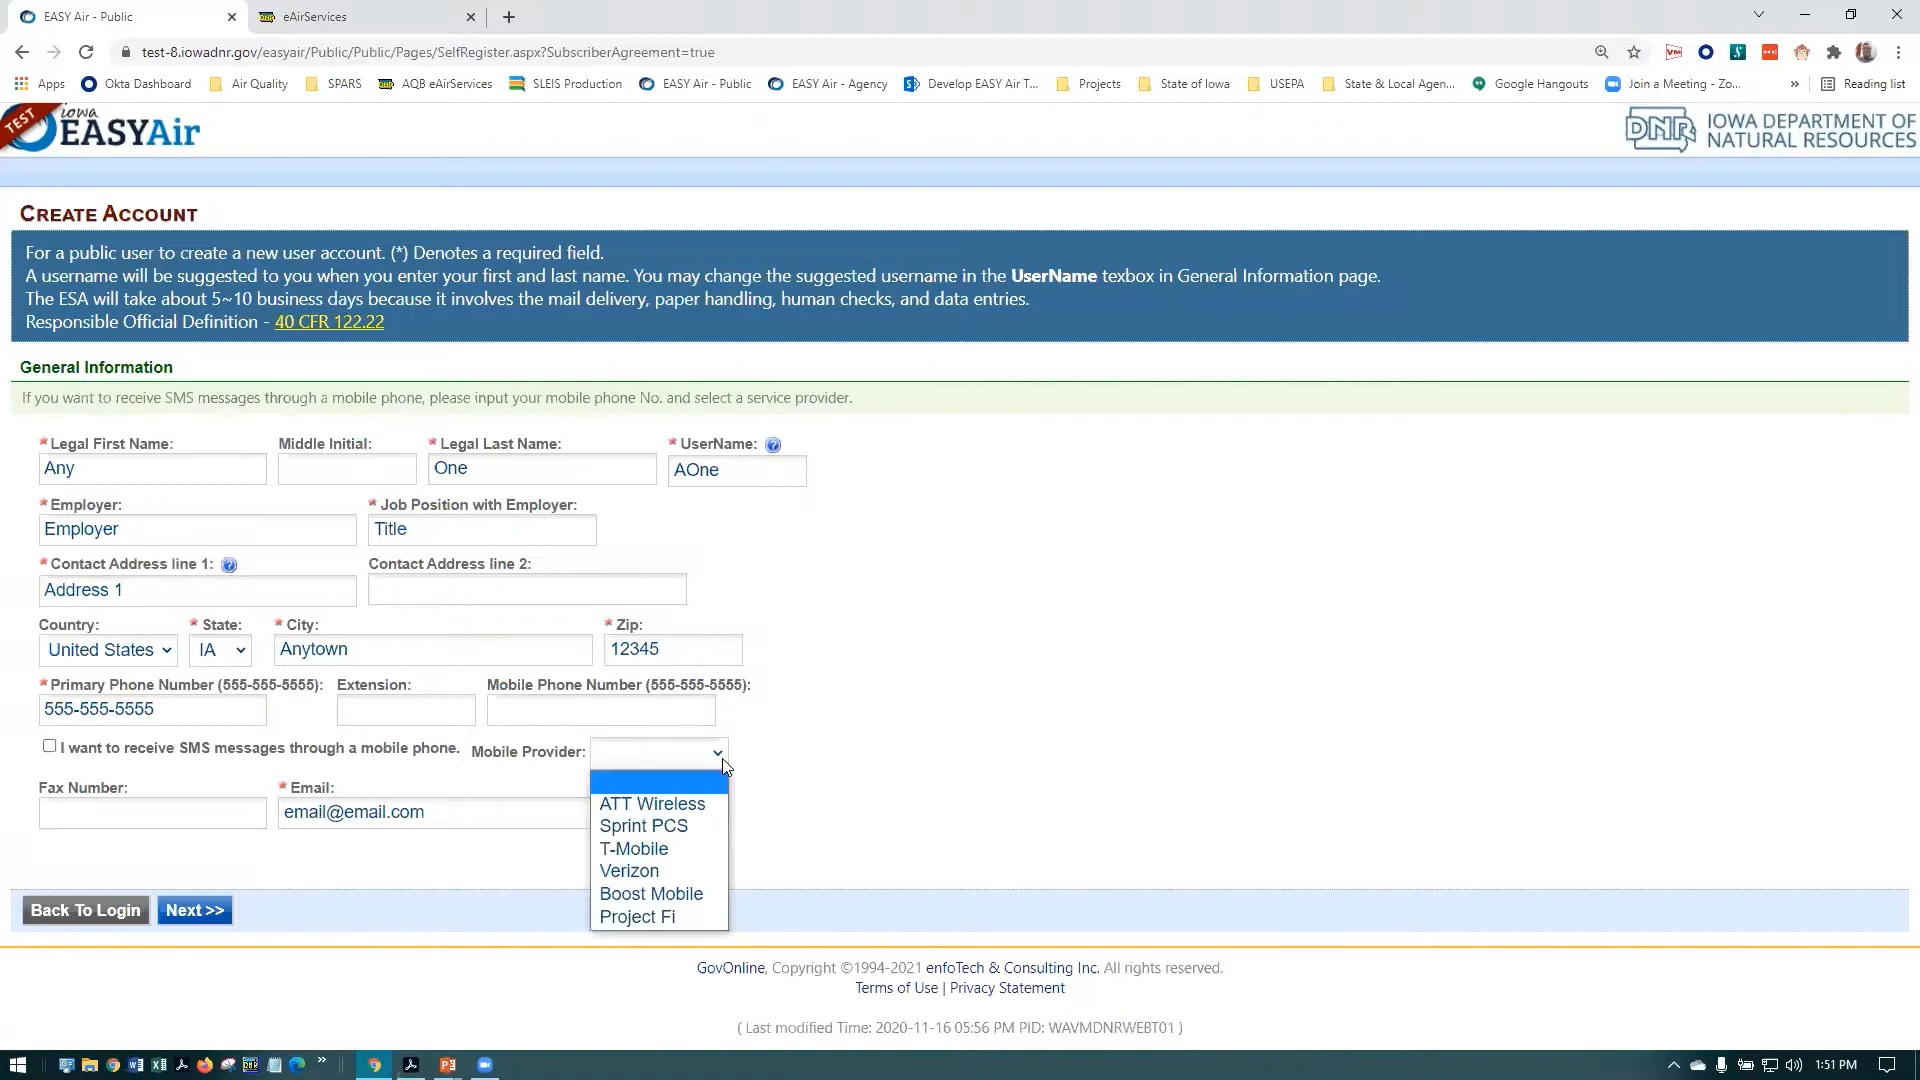 EASY Air - Public
eAirServices
test-8.iowadnr.gov/easyair/Public/Public/Pages/SelfRegister.aspx?SubscriberAgreement=true
Apps Okta Dashboard Air Quality SPARS AQB eAirServices SLEIS Production EASY Air - Public EASY Air - Agency Develop EASY Air T... Projects State of Iowa USEPA State & Local Agen... Google Hangouts Join a Meeting - Zo... » Reading list
TEST
iowa
EASYAir
DNR
IOWA DEPARTMENT OF
NATURAL RESOURCES
CREATE ACCOUNT
For a public user to create a new user account. (*) Denotes a required field.
A username will be suggested to you when you enter your first and last name. You may change the suggested username in the UserName texbox in General Information page.
The ESA will take about 5~10 business days because it involves the mail delivery, paper handling, human checks, and data entries.
Responsible Official Definition - 40 CFR 122.22
General Information
If you want to receive SMS messages through a mobile phone, please input your mobile phone No. and select a service provider.
*Legal First Name: Middle Initial: * Legal Last Name: * UserName: ?
Any One AOne
*Employer: * Job Position with Employer:
Employer Title
*Contact Address line 1: ? Contact Address line 2:
Address 1
Country: * State: * City: * Zip:
United States IA Anytown 12345
*Primary Phone Number (555-555-5555): Extension: Mobile Phone Number (555-555-5555):
555-555-5555
I want to receive SMS messages through a mobile phone. Mobile Provider:
Fax Number: * Email:
email@email.com
ATT Wireless
Sprint PCS
T-Mobile
Verizon
Boost Mobile
Project Fi
Back To Login Next >>
GovOnline, Copyright ©1994-2021 enfoTech & Consulting Inc. All rights reserved.
Terms of Use | Privacy Statement
( Last modified Time: 2020-11-16 05:56 PM PID: WAVMDNRWEBT01 )
1:51 PM